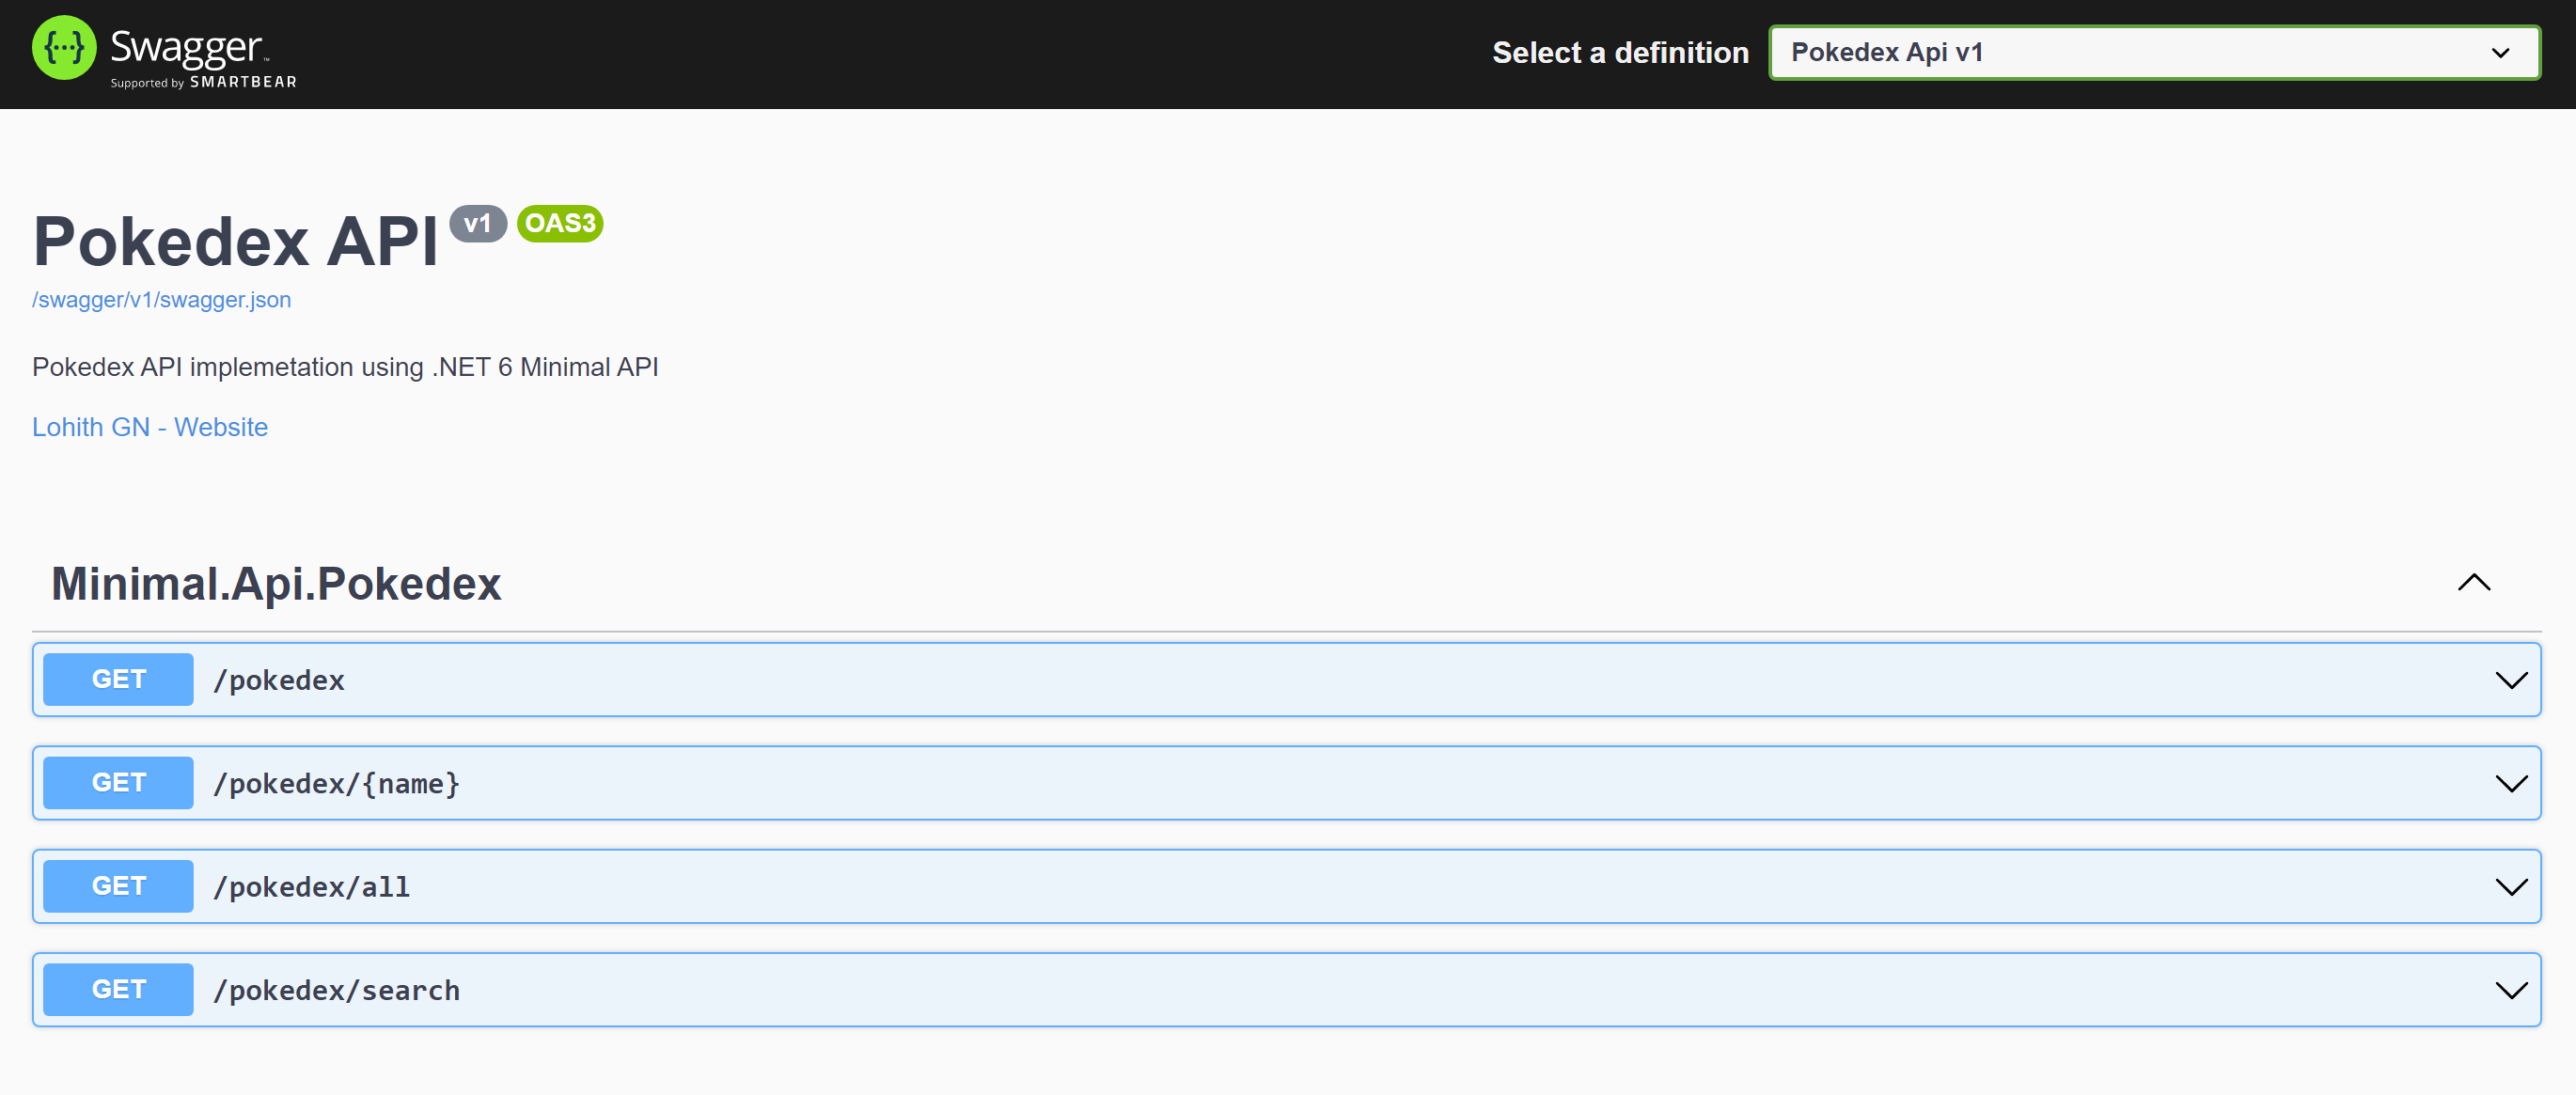 {...} Swagger™
Supported by SMARTBEAR
Select a definition
Pokedex Api v1
Pokedex API v1 OAS3
/swagger/v1/swagger.json
Pokedex API implemetation using .NET 6 Minimal API
Lohith GN - Website
Minimal.Api.Pokedex
GET /pokedex
GET /pokedex/{name}
GET /pokedex/all
GET /pokedex/search